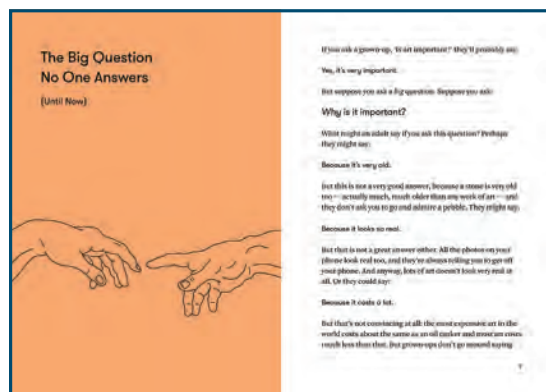 The Big Question
No One Answers
(Until Now)
If you ask a grown-up, 'Is art important?' they'll probably say:
Yes, it's very important.
But suppose you ask a big question. Suppose you ask:
Why is it important?
What might an adult say if you ask this question? Perhaps
they might say:
Because it's very old.
But this is not a very good answer, because a stone is very old
too — actually much, much older than any work of art — and
they don't ask you to go and admire a pebble. They might say:
Because it looks so real.
But that is not a great answer either. All the photos on your
phone look real too, and they're always telling you to get off
your phone. And anyway, lots of art doesn't look very real at
all. Or they could say:
Because it costs a lot.
But that's not convincing at all: the most expensive art in the
world costs about the same as an oil tanker and most art costs
much less than that. But grown-ups don't go around saying